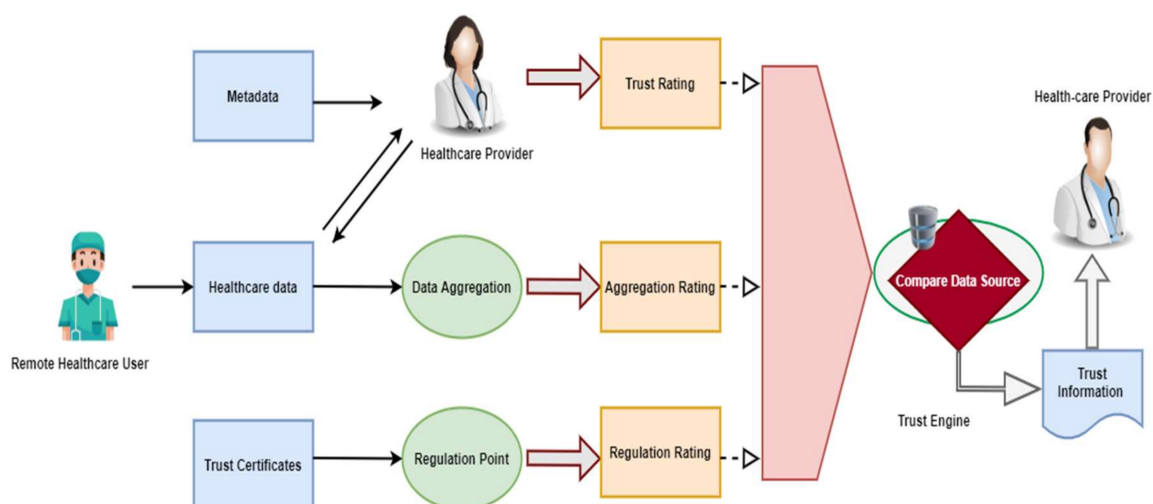 Metadata
Healthcare Provider
Trust Rating
Health-care Provider
Remote Healthcare User
Healthcare data
Data Aggregation
Aggregation Rating
Compare Data Source
Trust
Information
Trust Engine
Trust Certificates
Regulation Point
Regulation Rating